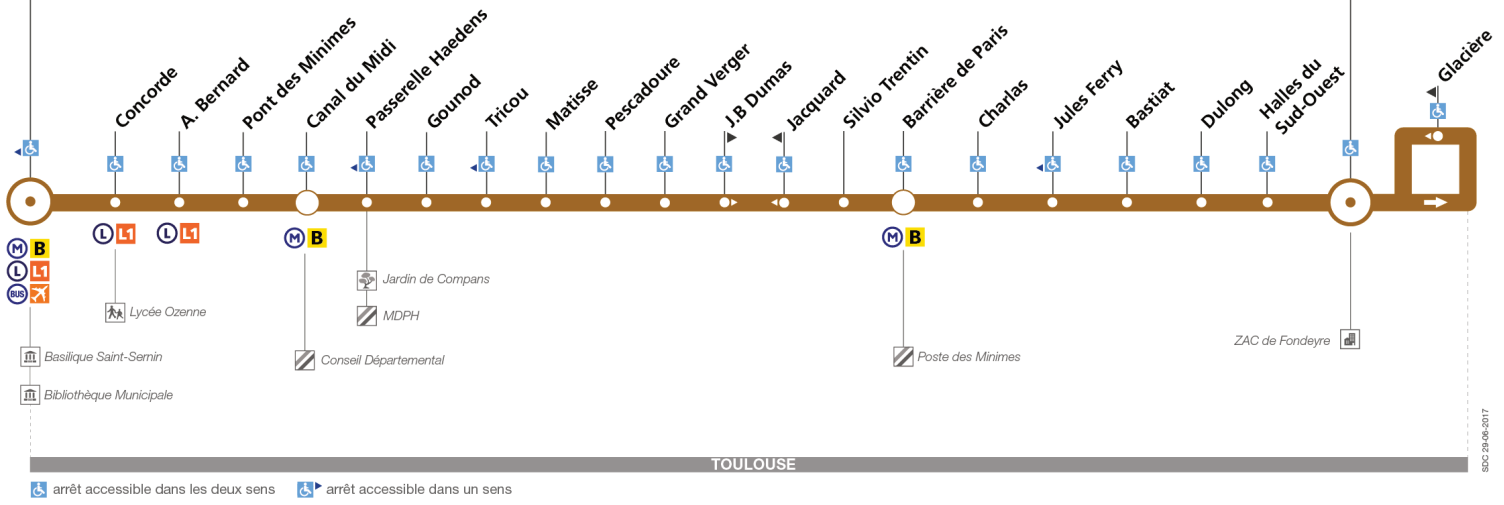 Concorde
A. Bernard
Pont des Minimes
Canal du Midi
Passerelle Haedens
Gounod
Tricou
Matisse
Pescadoure
Grand Verger
J.B Dumas
Jacquard
Silvio Trentin
Barrière de Paris
Charlas
Jules Ferry
Bastiat
Dulong
Halles du
Sud-Ouest
Glacière
M B
L L1
BUS
L L1
L L1
M B
M B
Jardin de Compans
MDPH
Lycée Ozenne
Basilique Saint-Sernin
Conseil Départemental
Poste des Minimes
ZAC de Fondeyre
Bibliothèque Municipale
TOULOUSE
arrêt accessible dans les deux sens
arrêt accessible dans un sens
SDC 29-06-2017